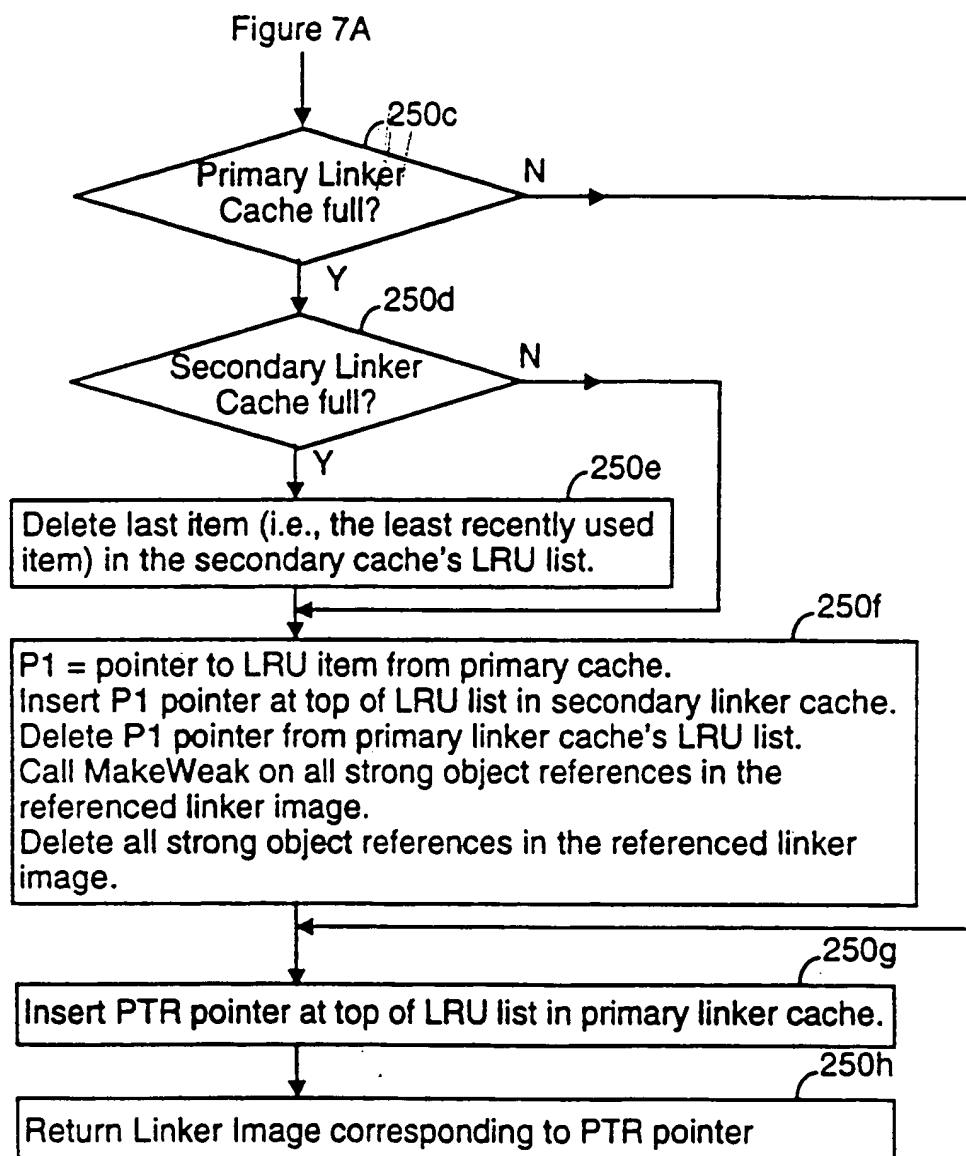 Figure 7A
250c
Primary Linker
Cache full?
N
Y
250d
Secondary Linker
Cache full?
N
Y
250e
Delete last item (i.e., the least recently used
item) in the secondary cache's LRU list.
250f
P1 = pointer to LRU item from primary cache.
Insert P1 pointer at top of LRU list in secondary linker cache.
Delete P1 pointer from primary linker cache's LRU list.
Call MakeWeak on all strong object references in the
referenced linker image.
Delete all strong object references in the referenced linker
image.
250g
Insert PTR pointer at top of LRU list in primary linker cache.
250h
Return Linker Image corresponding to PTR pointer